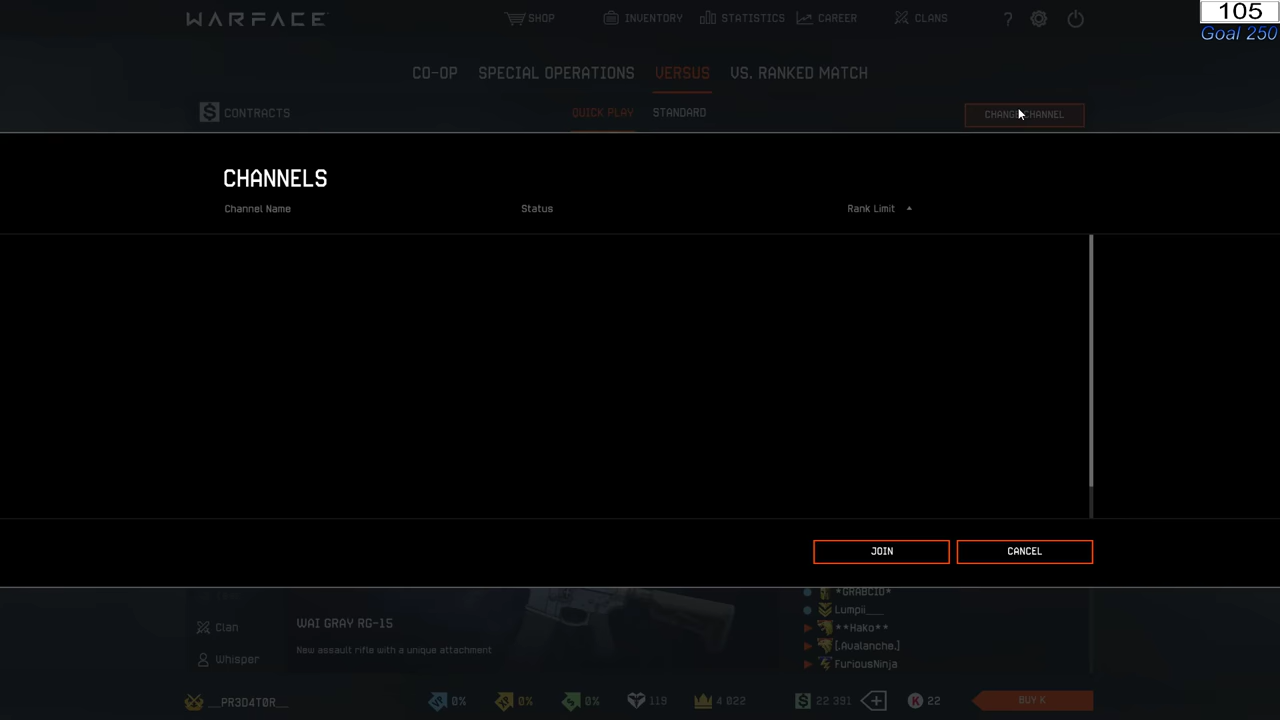 WARFACE
SHOP
INVENTORY
STATISTICS
CAREER
CLANS
?
105
Goal 250
CO-OP
SPECIAL OPERATIONS
VERSUS
VS. RANKED MATCH
CONTRACTS
QUICK PLAY
STANDARD
CHANGE CHANNEL
CHANNELS
Channel Name
Status
Rank Limit
JOIN
CANCEL
Clan
Whisper
WAI GRAY RG-15
New assault rifle with a unique attachment
*GRABCIO*
Lumpii___
**Hako**
[.Avalanche.]
FuriousNinja
__PR3D4T0R__
0%
0%
0%
119
4 022
22 391
K 22
BUY K